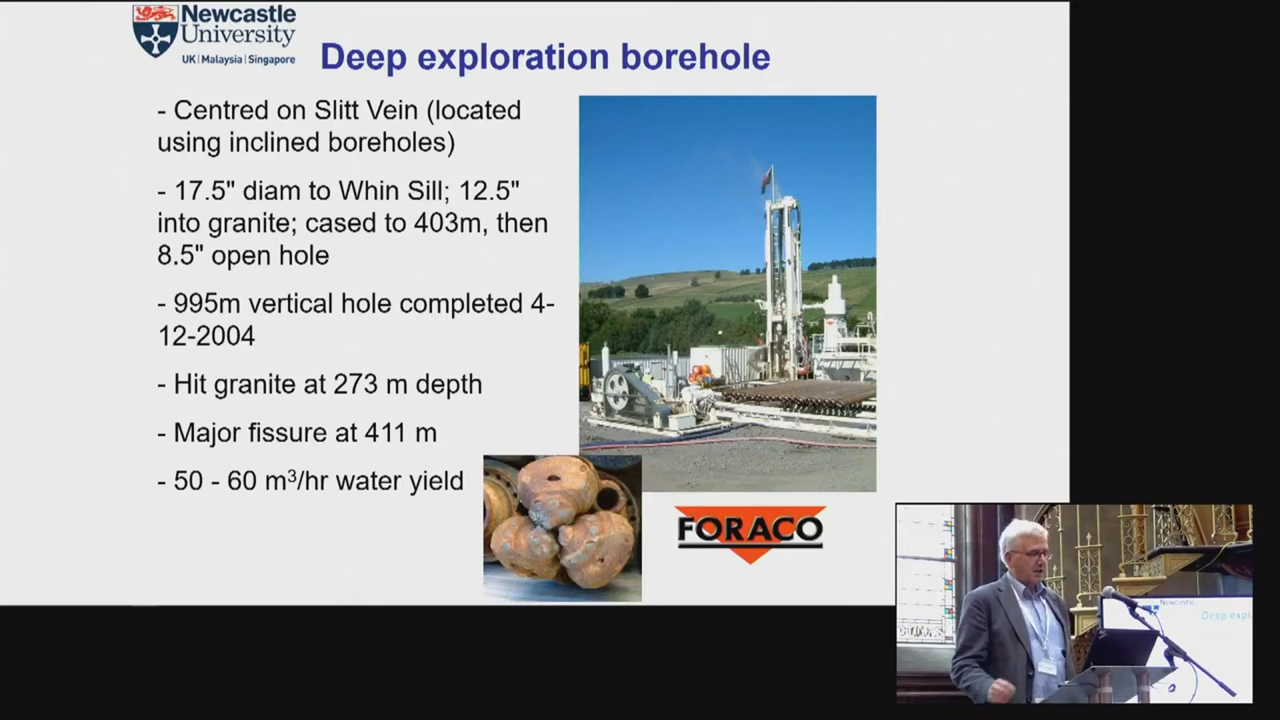 Newcastle
University
UK | Malaysia | Singapore
Deep exploration borehole
- Centred on Slitt Vein (located
using inclined boreholes)
- 17.5" diam to Whin Sill; 12.5"
into granite; cased to 403m, then
8.5" open hole
- 995m vertical hole completed 4-
12-2004
- Hit granite at 273 m depth
- Major fissure at 411 m
- 50 - 60 m³/hr water yield
FORACO
Newcastle
Deep expl